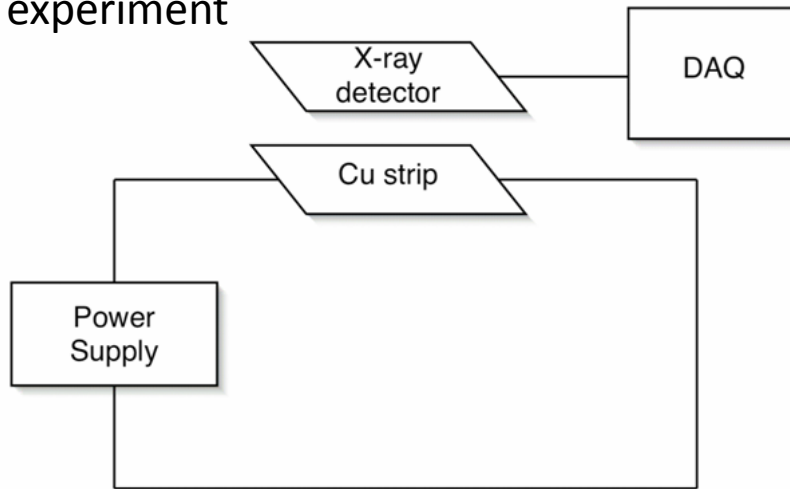 experiment
X-ray
detector
DAQ
Cu strip
Power
Supply